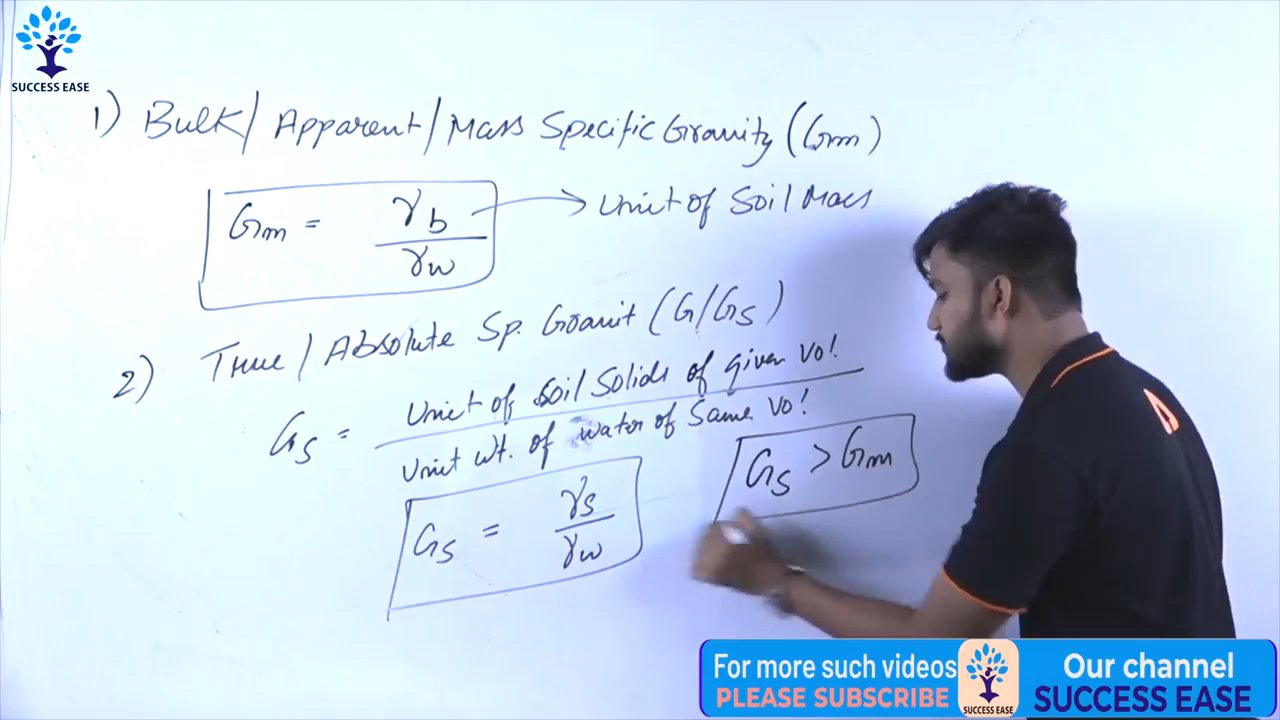 SUCCESS EASE
1) Bulk/ Apparent/Mass Specific Gravity (Gm)
Gm = γb / γw → Unit of Soil Mass
2) True / Absolute Sp. Gravit (G/Gs)
Gs = Unit of Soil Solids of given Vol
Unit wt. of water of Same Vol
Gs = γs / γw
Gs > Gm
For more such videos
PLEASE SUBSCRIBE
SUCCESS EASE
Our channel
SUCCESS EASE